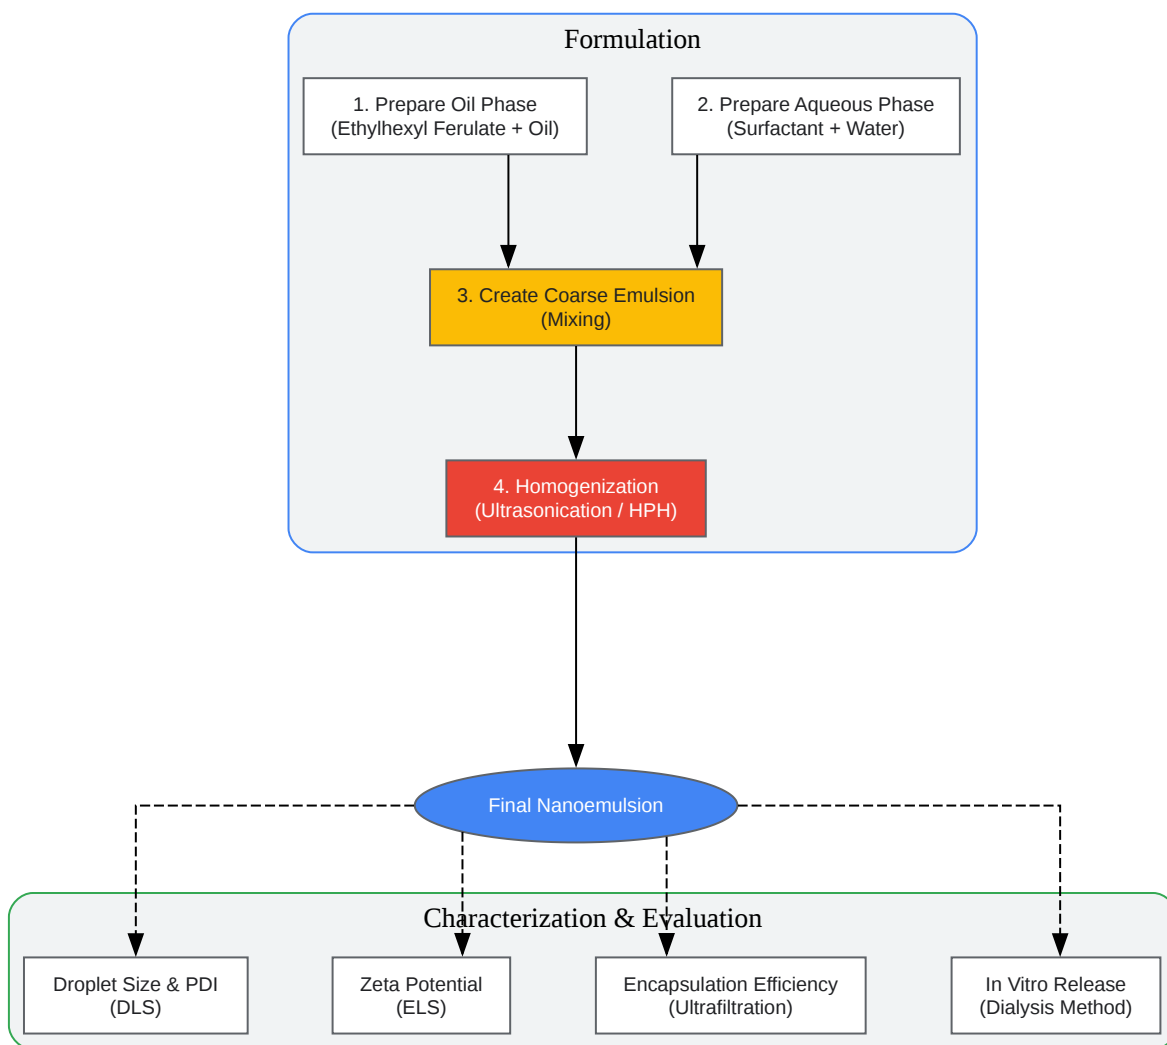 Formulation
1. Prepare Oil Phase
(Ethylhexyl Ferulate + Oil)
2. Prepare Aqueous Phase
(Surfactant + Water)
3. Create Coarse Emulsion
(Mixing)
4. Homogenization
(Ultrasonication / HPH)
Final Nanoemulsion
Characterization & Evaluation
Droplet Size & PDI
(DLS)
Zeta Potential
(ELS)
Encapsulation Efficiency
(Ultrafiltration)
In Vitro Release
(Dialysis Method)